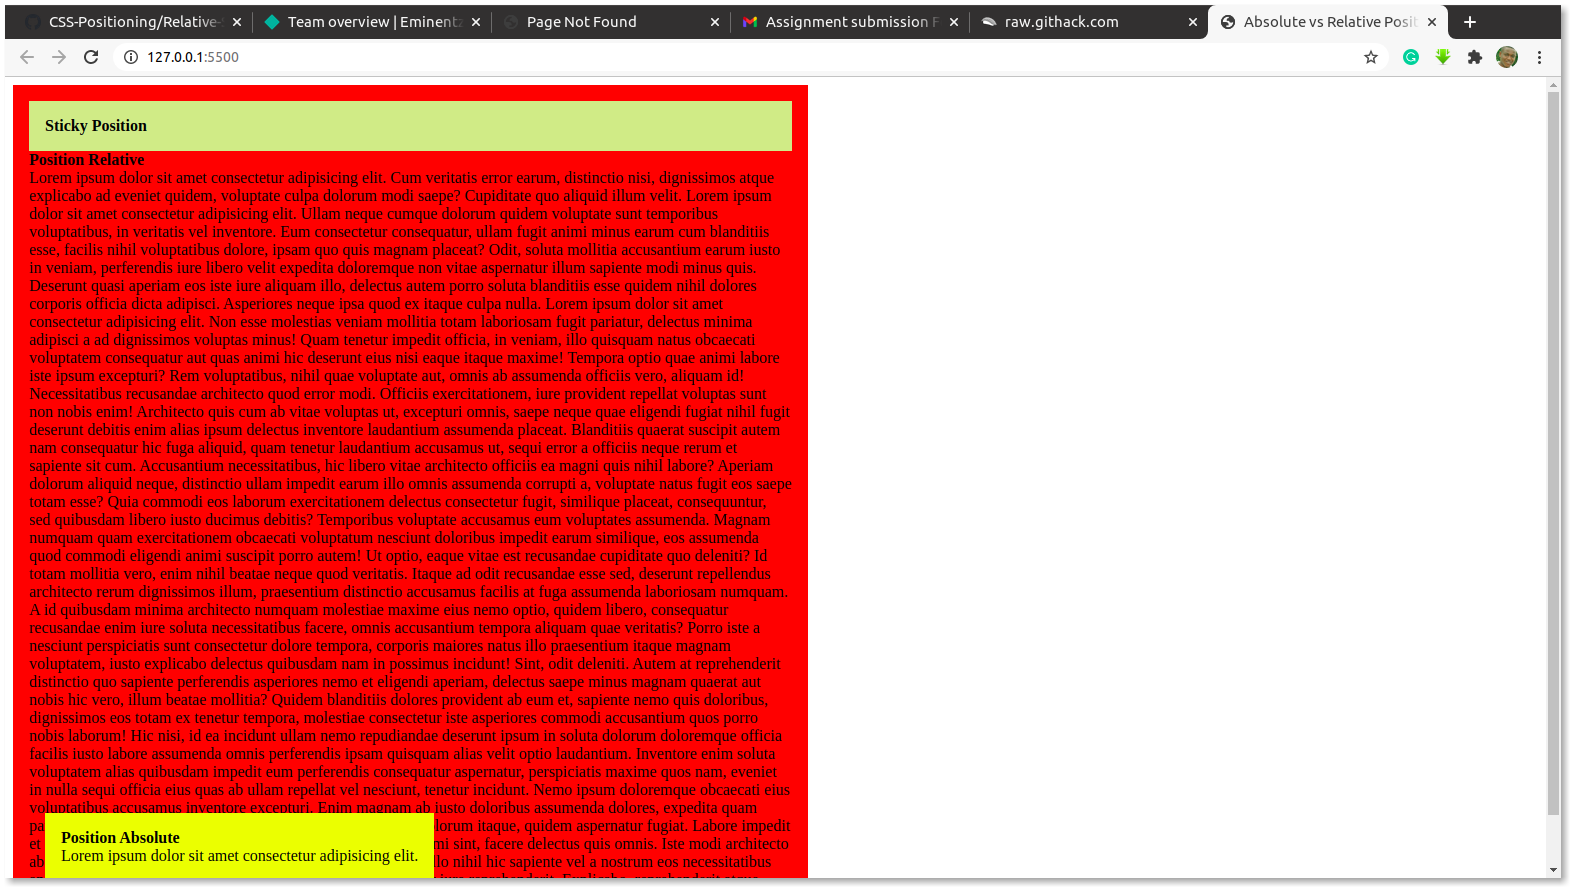 CSS-Positioning/Relative-
Team overview | Eminentz
Page Not Found
Assignment submission F
raw.githack.com
Absolute vs Relative Posit
127.0.0.1:5500
Sticky Position
Position Relative
Lorem ipsum dolor sit amet consectetur adipisicing elit. Cum veritatis error earum, distinctio nisi, dignissimos atque
explicabo ad eveniet quidem, voluptate culpa dolorum modi saepe? Cupiditate quo aliquid illum velit. Lorem ipsum
dolor sit amet consectetur adipisicing elit. Ullam neque cumque dolorum quidem voluptate sunt temporibus
voluptatibus, in veritatis vel inventore. Eum consectetur consequatur, ullam fugit animi minus earum cum blanditiis
esse, facilis nihil voluptatibus dolore, ipsam quo quis magnam placeat? Odit, soluta mollitia accusantium earum iusto
in veniam, perferendis iure libero velit expedita doloremque non vitae aspernatur illum sapiente modi minus quis.
Deserunt quasi aperiam eos iste iure aliquam illo, delectus autem porro soluta blanditiis esse quidem nihil dolores
corporis officia dicta adipisci. Asperiores neque ipsa quod ex itaque culpa nulla. Lorem ipsum dolor sit amet
consectetur adipisicing elit. Non esse molestias veniam mollitia totam laboriosam fugit pariatur, delectus minima
adipisci a ad dignissimos voluptas minus! Quam tenetur impedit officia, in veniam, illo quisquam natus obcaecati
voluptatem consequatur aut quas animi hic deserunt eius nisi eaque itaque maxime! Tempora optio quae animi labore
iste ipsum excepturi? Rem voluptatibus, nihil quae voluptate aut, omnis ab assumenda officiis vero, aliquam id!
Necessitatibus recusandae architecto quod error modi. Officiis exercitationem, iure provident repellat voluptas sunt
non nobis enim! Architecto quis cum ab vitae voluptas ut, excepturi omnis, saepe neque quae eligendi fugiat nihil fugit
deserunt debitis enim alias ipsum delectus inventore laudantium assumenda placeat. Blanditiis quaerat suscipit autem
nam consequatur hic fuga aliquid, quam tenetur laudantium accusamus ut, sequi error a officiis neque rerum et
sapiente sit cum. Accusantium necessitatibus, hic libero vitae architecto officiis ea magni quis nihil labore? Aperiam
dolorum aliquid neque, distinctio ullam impedit earum illo omnis assumenda corrupti a, voluptate natus fugit eos saepe
totam esse? Quia commodi eos laborum exercitationem delectus consectetur fugit, similique placeat, consequuntur,
sed quibusdam libero iusto ducimus debitis? Temporibus voluptate accusamus eum voluptates assumenda. Magnam
numquam quam exercitationem obcaecati voluptatum nesciunt doloribus impedit earum similique, eos assumenda
quod commodi eligendi animi suscipit porro autem! Ut optio, eaque vitae est recusandae cupiditate quo deleniti? Id
totam mollitia vero, enim nihil beatae neque quod veritatis. Itaque ad odit recusandae esse sed, deserunt repellendus
architecto rerum dignissimos illum, praesentium distinctio accusamus facilis at fuga assumenda laboriosam numquam.
A id quibusdam minima architecto numquam molestiae maxime eius nemo optio, quidem libero, consequatur
recusandae enim iure soluta necessitatibus facere, omnis accusantium tempora aliquam quae veritatis? Porro iste a
nesciunt perspiciatis sunt consectetur dolore tempora, corporis maiores natus illo praesentium itaque magnam
voluptatem, iusto explicabo delectus quibusdam nam in possimus incidunt! Sint, odit deleniti. Autem at reprehenderit
distinctio quo sapiente perferendis asperiores nemo et eligendi aperiam, delectus saepe minus magnam quaerat aut
nobis hic vero, illum beatae mollitia? Quidem blanditiis dolores provident ab eum et, sapiente nemo quis doloribus,
dignissimos eos totam ex tenetur tempora, molestiae consectetur iste asperiores commodi accusantium quos porro
nobis laborum! Hic nisi, id ea incidunt ullam nemo repudiandae deserunt ipsum in soluta dolorum doloremque officia
facilis iusto labore assumenda omnis perferendis ipsam quisquam alias velit optio laudantium. Inventore enim soluta
voluptatem alias quibusdam impedit eum perferendis consequatur aspernatur, perspiciatis maxime quos nam, eveniet
in nulla sequi officia eius quas ab ullam repellat vel nesciunt, tenetur incidunt. Nemo ipsum doloremque obcaecati eius
voluptatibus accusamus inventore excepturi. Enim magnam ab iusto doloribus assumenda dolores, expedita quam
pa olorum itaque, quidem aspernatur fugiat. Labore impedit
et mi sint, facere delectus quis omnis. Iste modi architecto
ab llo nihil hic sapiente vel a nostrum eos necessitatibus
Position Absolute
Lorem ipsum dolor sit amet consectetur adipisicing elit.